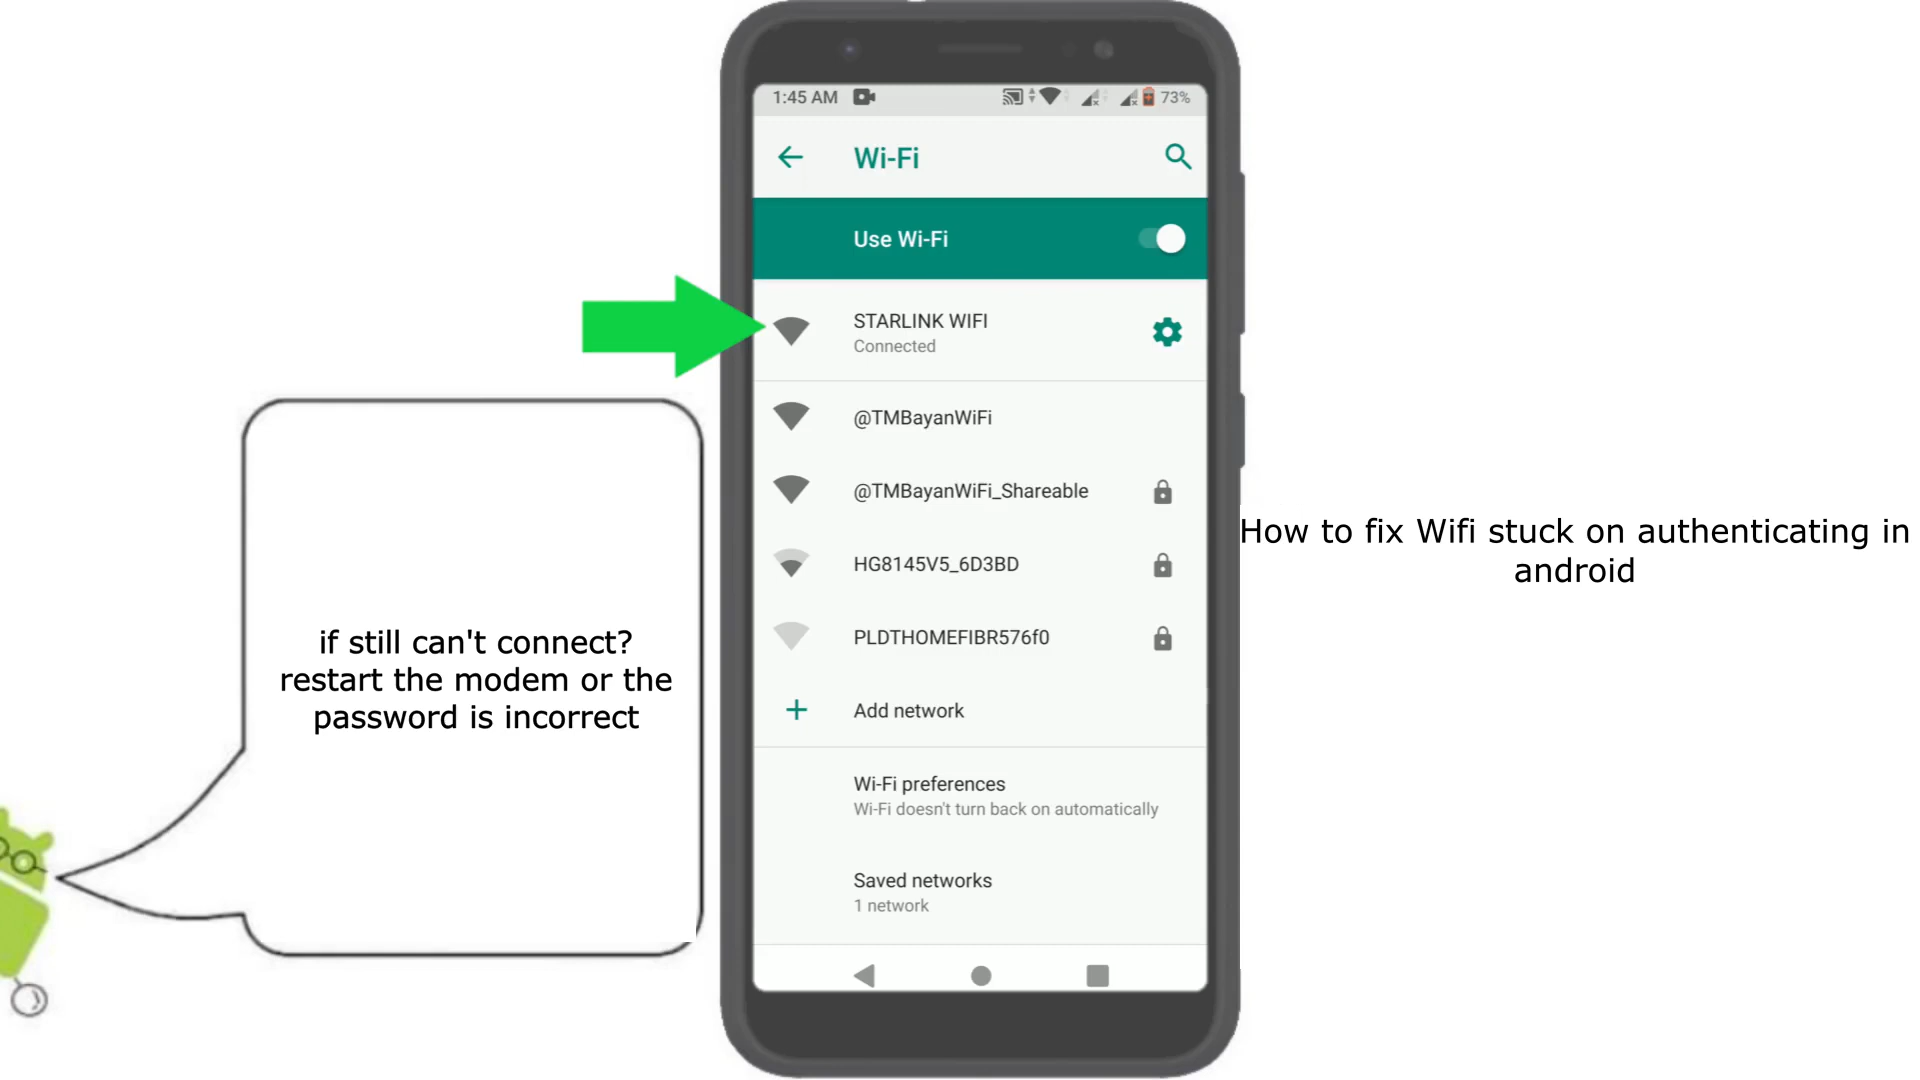 1:45 AM
73%
Wi-Fi
Use Wi-Fi
STARLINK WIFI
Connected
@TMBayanWiFi
@TMBayanWiFi_Shareable
HG8145V5_6D3BD
PLDTHOMEFIBR576f0
Add network
Wi-Fi preferences
Wi-Fi doesn't turn back on automatically
Saved networks
1 network
if still can't connect?
restart the modem or the
password is incorrect
How to fix Wifi stuck on authenticating in
android